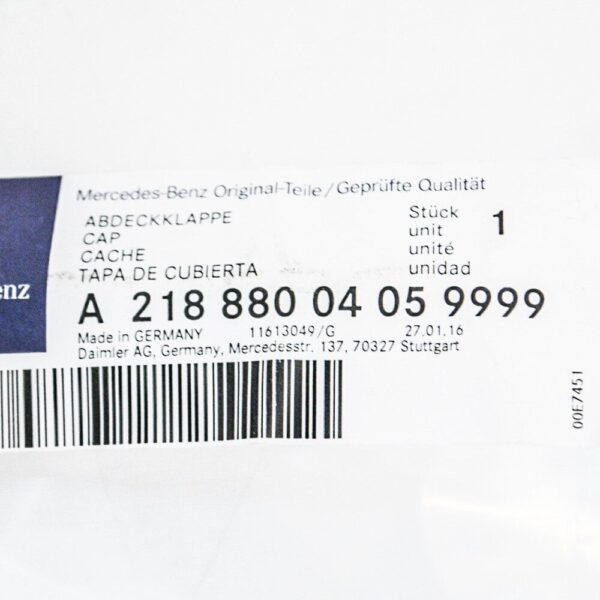 Mercedes-Benz Original-Teile/Geprüfte Qualität
ABDECKKLAPPE Stück 1
CAP unit
CACHE unité
TAPA DE CUBIERTA unidad
enz
A 218 880 04 05 9999
Made in GERMANY 11613049/G 27.01.16
Daimler AG, Germany, Mercedesstr. 137, 70327 Stuttgart
00E7451